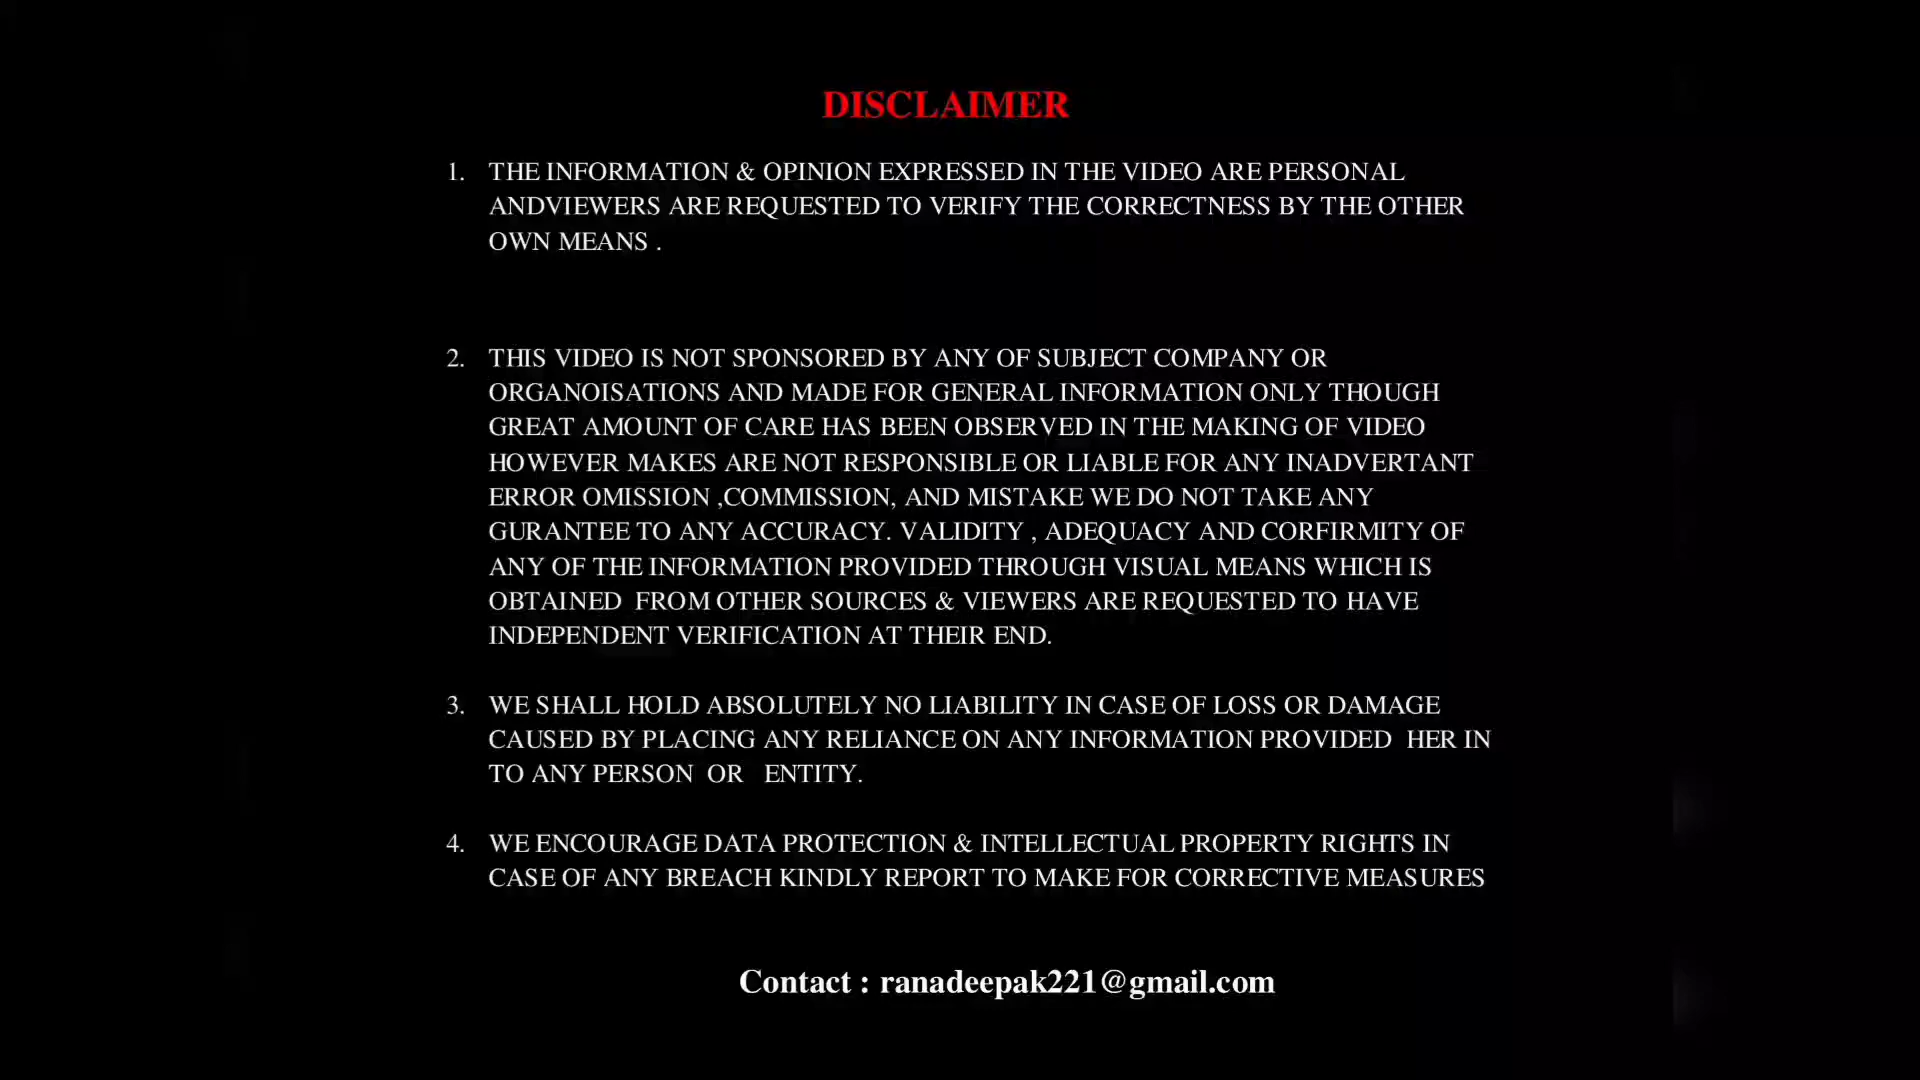 DISCLAIMER
1. THE INFORMATION & OPINION EXPRESSED IN THE VIDEO ARE PERSONAL
ANDVIEWERS ARE REQUESTED TO VERIFY THE CORRECTNESS BY THE OTHER
OWN MEANS .
2. THIS VIDEO IS NOT SPONSORED BY ANY OF SUBJECT COMPANY OR
ORGANOISATIONS AND MADE FOR GENERAL INFORMATION ONLY THOUGH
GREAT AMOUNT OF CARE HAS BEEN OBSERVED IN THE MAKING OF VIDEO
HOWEVER MAKES ARE NOT RESPONSIBLE OR LIABLE FOR ANY INADVERTANT
ERROR OMISSION ,COMMISSION, AND MISTAKE WE DO NOT TAKE ANY
GURANTEE TO ANY ACCURACY. VALIDITY , ADEQUACY AND CORFIRMITY OF
ANY OF THE INFORMATION PROVIDED THROUGH VISUAL MEANS WHICH IS
OBTAINED FROM OTHER SOURCES & VIEWERS ARE REQUESTED TO HAVE
INDEPENDENT VERIFICATION AT THEIR END.
3. WE SHALL HOLD ABSOLUTELY NO LIABILITY IN CASE OF LOSS OR DAMAGE
CAUSED BY PLACING ANY RELIANCE ON ANY INFORMATION PROVIDED HER IN
TO ANY PERSON OR ENTITY.
4. WE ENCOURAGE DATA PROTECTION & INTELLECTUAL PROPERTY RIGHTS IN
CASE OF ANY BREACH KINDLY REPORT TO MAKE FOR CORRECTIVE MEASURES
Contact : ranadeepak221@gmail.com